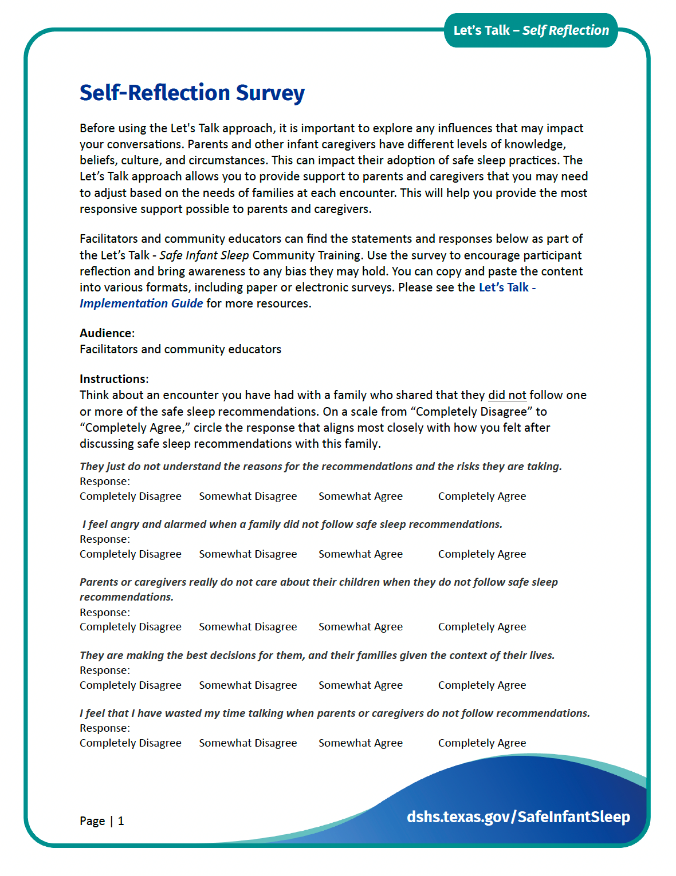 Let's Talk – Self Reflection
Self-Reflection Survey
Before using the Let's Talk approach, it is important to explore any influences that may impact
your conversations. Parents and other infant caregivers have different levels of knowledge,
beliefs, culture, and circumstances. This can impact their adoption of safe sleep practices. The
Let's Talk approach allows you to provide support to parents and caregivers that you may need
to adjust based on the needs of families at each encounter. This will help you provide the most
responsive support possible to parents and caregivers.
Facilitators and community educators can find the statements and responses below as part of
the Let's Talk - Safe Infant Sleep Community Training. Use the survey to encourage participant
reflection and bring awareness to any bias they may hold. You can copy and paste the content
into various formats, including paper or electronic surveys. Please see the Let's Talk -
Implementation Guide for more resources.
Audience:
Facilitators and community educators
Instructions:
Think about an encounter you have had with a family who shared that they did not follow one
or more of the safe sleep recommendations. On a scale from “Completely Disagree” to
“Completely Agree,” circle the response that aligns most closely with how you felt after
discussing safe sleep recommendations with this family.
They just do not understand the reasons for the recommendations and the risks they are taking.
Response:
Completely Disagree Somewhat Disagree Somewhat Agree Completely Agree
I feel angry and alarmed when a family did not follow safe sleep recommendations.
Response:
Completely Disagree Somewhat Disagree Somewhat Agree Completely Agree
Parents or caregivers really do not care about their children when they do not follow safe sleep
recommendations.
Response:
Completely Disagree Somewhat Disagree Somewhat Agree Completely Agree
They are making the best decisions for them, and their families given the context of their lives.
Response:
Completely Disagree Somewhat Disagree Somewhat Agree Completely Agree
I feel that I have wasted my time talking when parents or caregivers do not follow recommendations.
Response:
Completely Disagree Somewhat Disagree Somewhat Agree Completely Agree
Page | 1
dshs.texas.gov/SafeInfantSleep